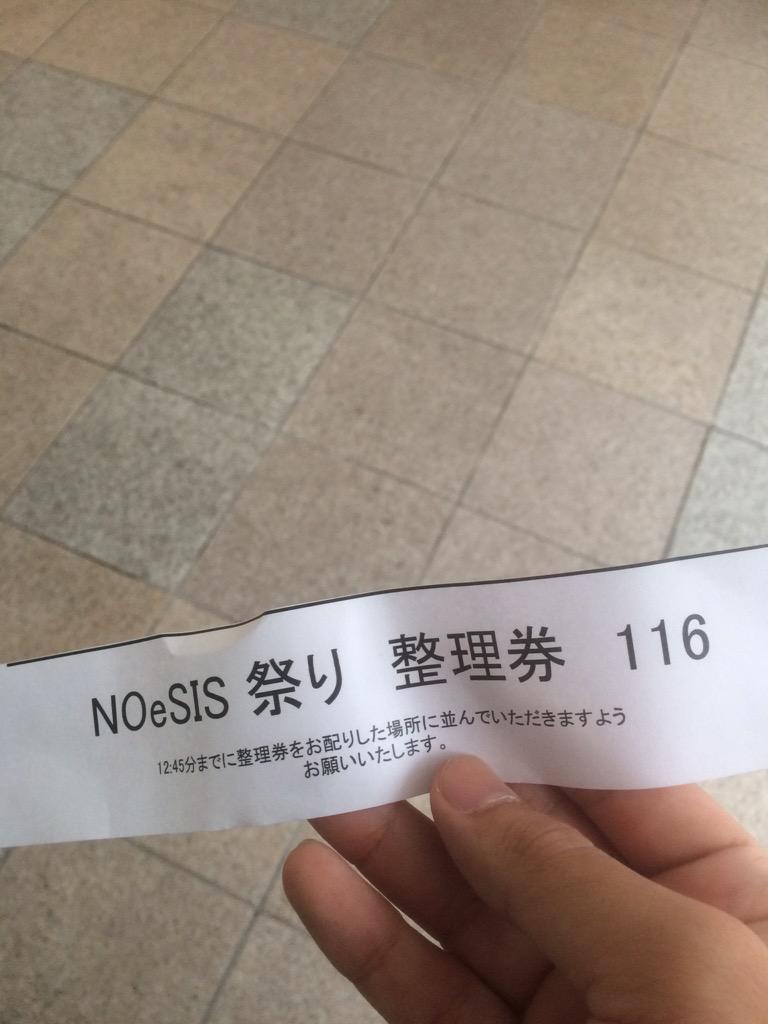 NOeSIS 祭り 整理券 116
12:45分までに整理券をお配りした場所に並んでいただきますよう
お願いいたします。